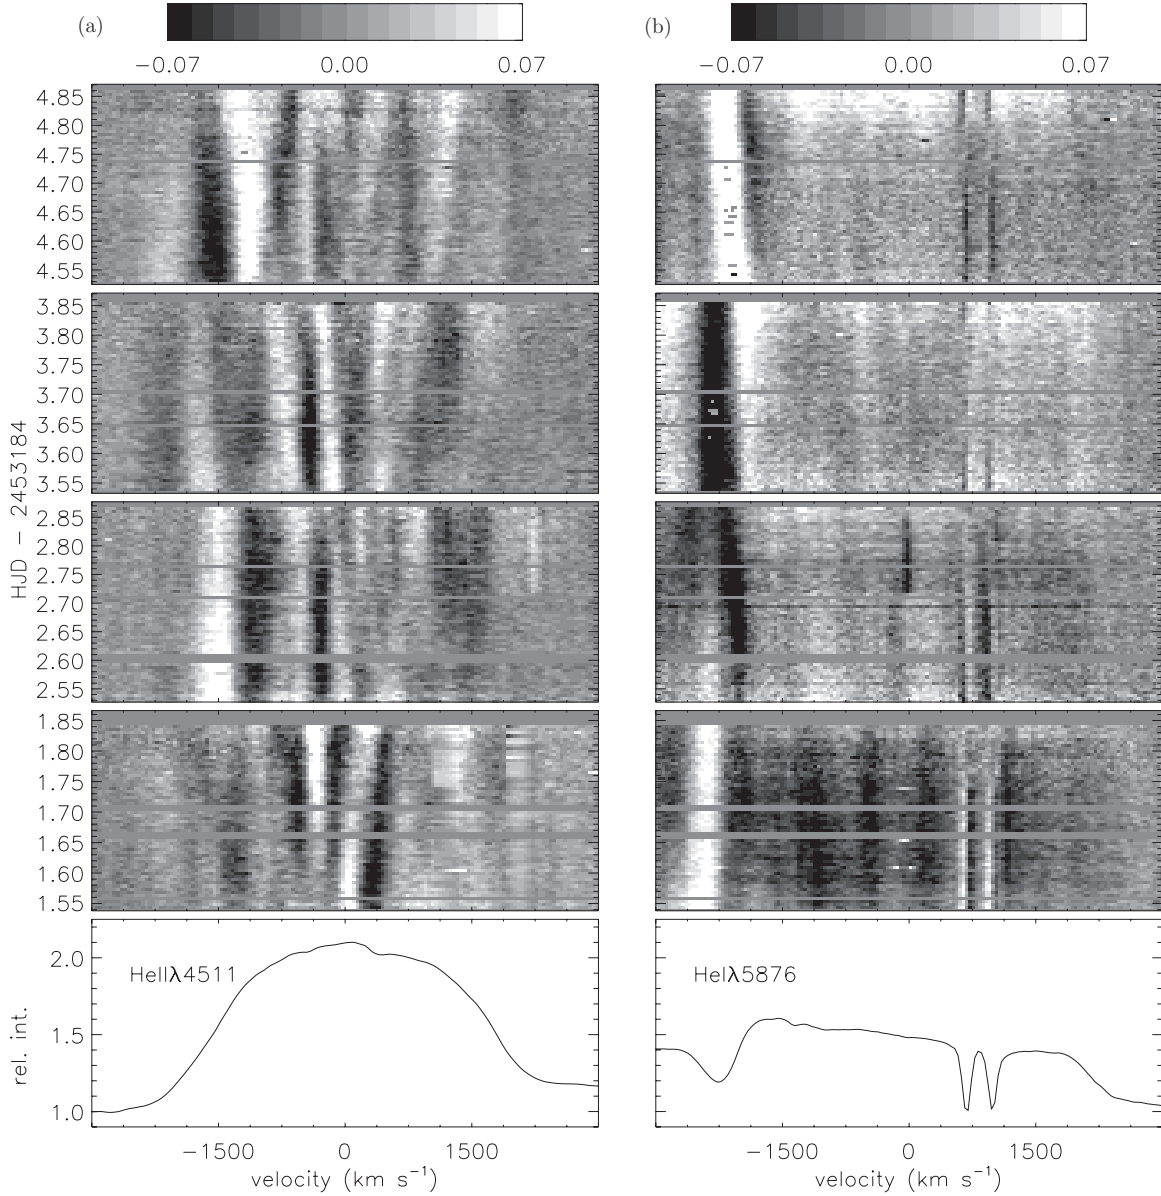 (a)
(b)
−0.07 0.00 0.07
−0.07 0.00 0.07
4.85
4.80
4.75
4.70
4.65
4.60
4.55
3.85
3.80
3.75
3.70
3.65
3.60
3.55
2.85
2.80
2.75
2.70
2.65
2.60
2.55
1.85
1.80
1.75
1.70
1.65
1.60
1.55
HJD − 2453184
2.0
1.5
1.0
rel. int.
HeIIλ4511
HeIλ5876
−1500 0 1500
−1500 0 1500
velocity (km s⁻¹)
velocity (km s⁻¹)